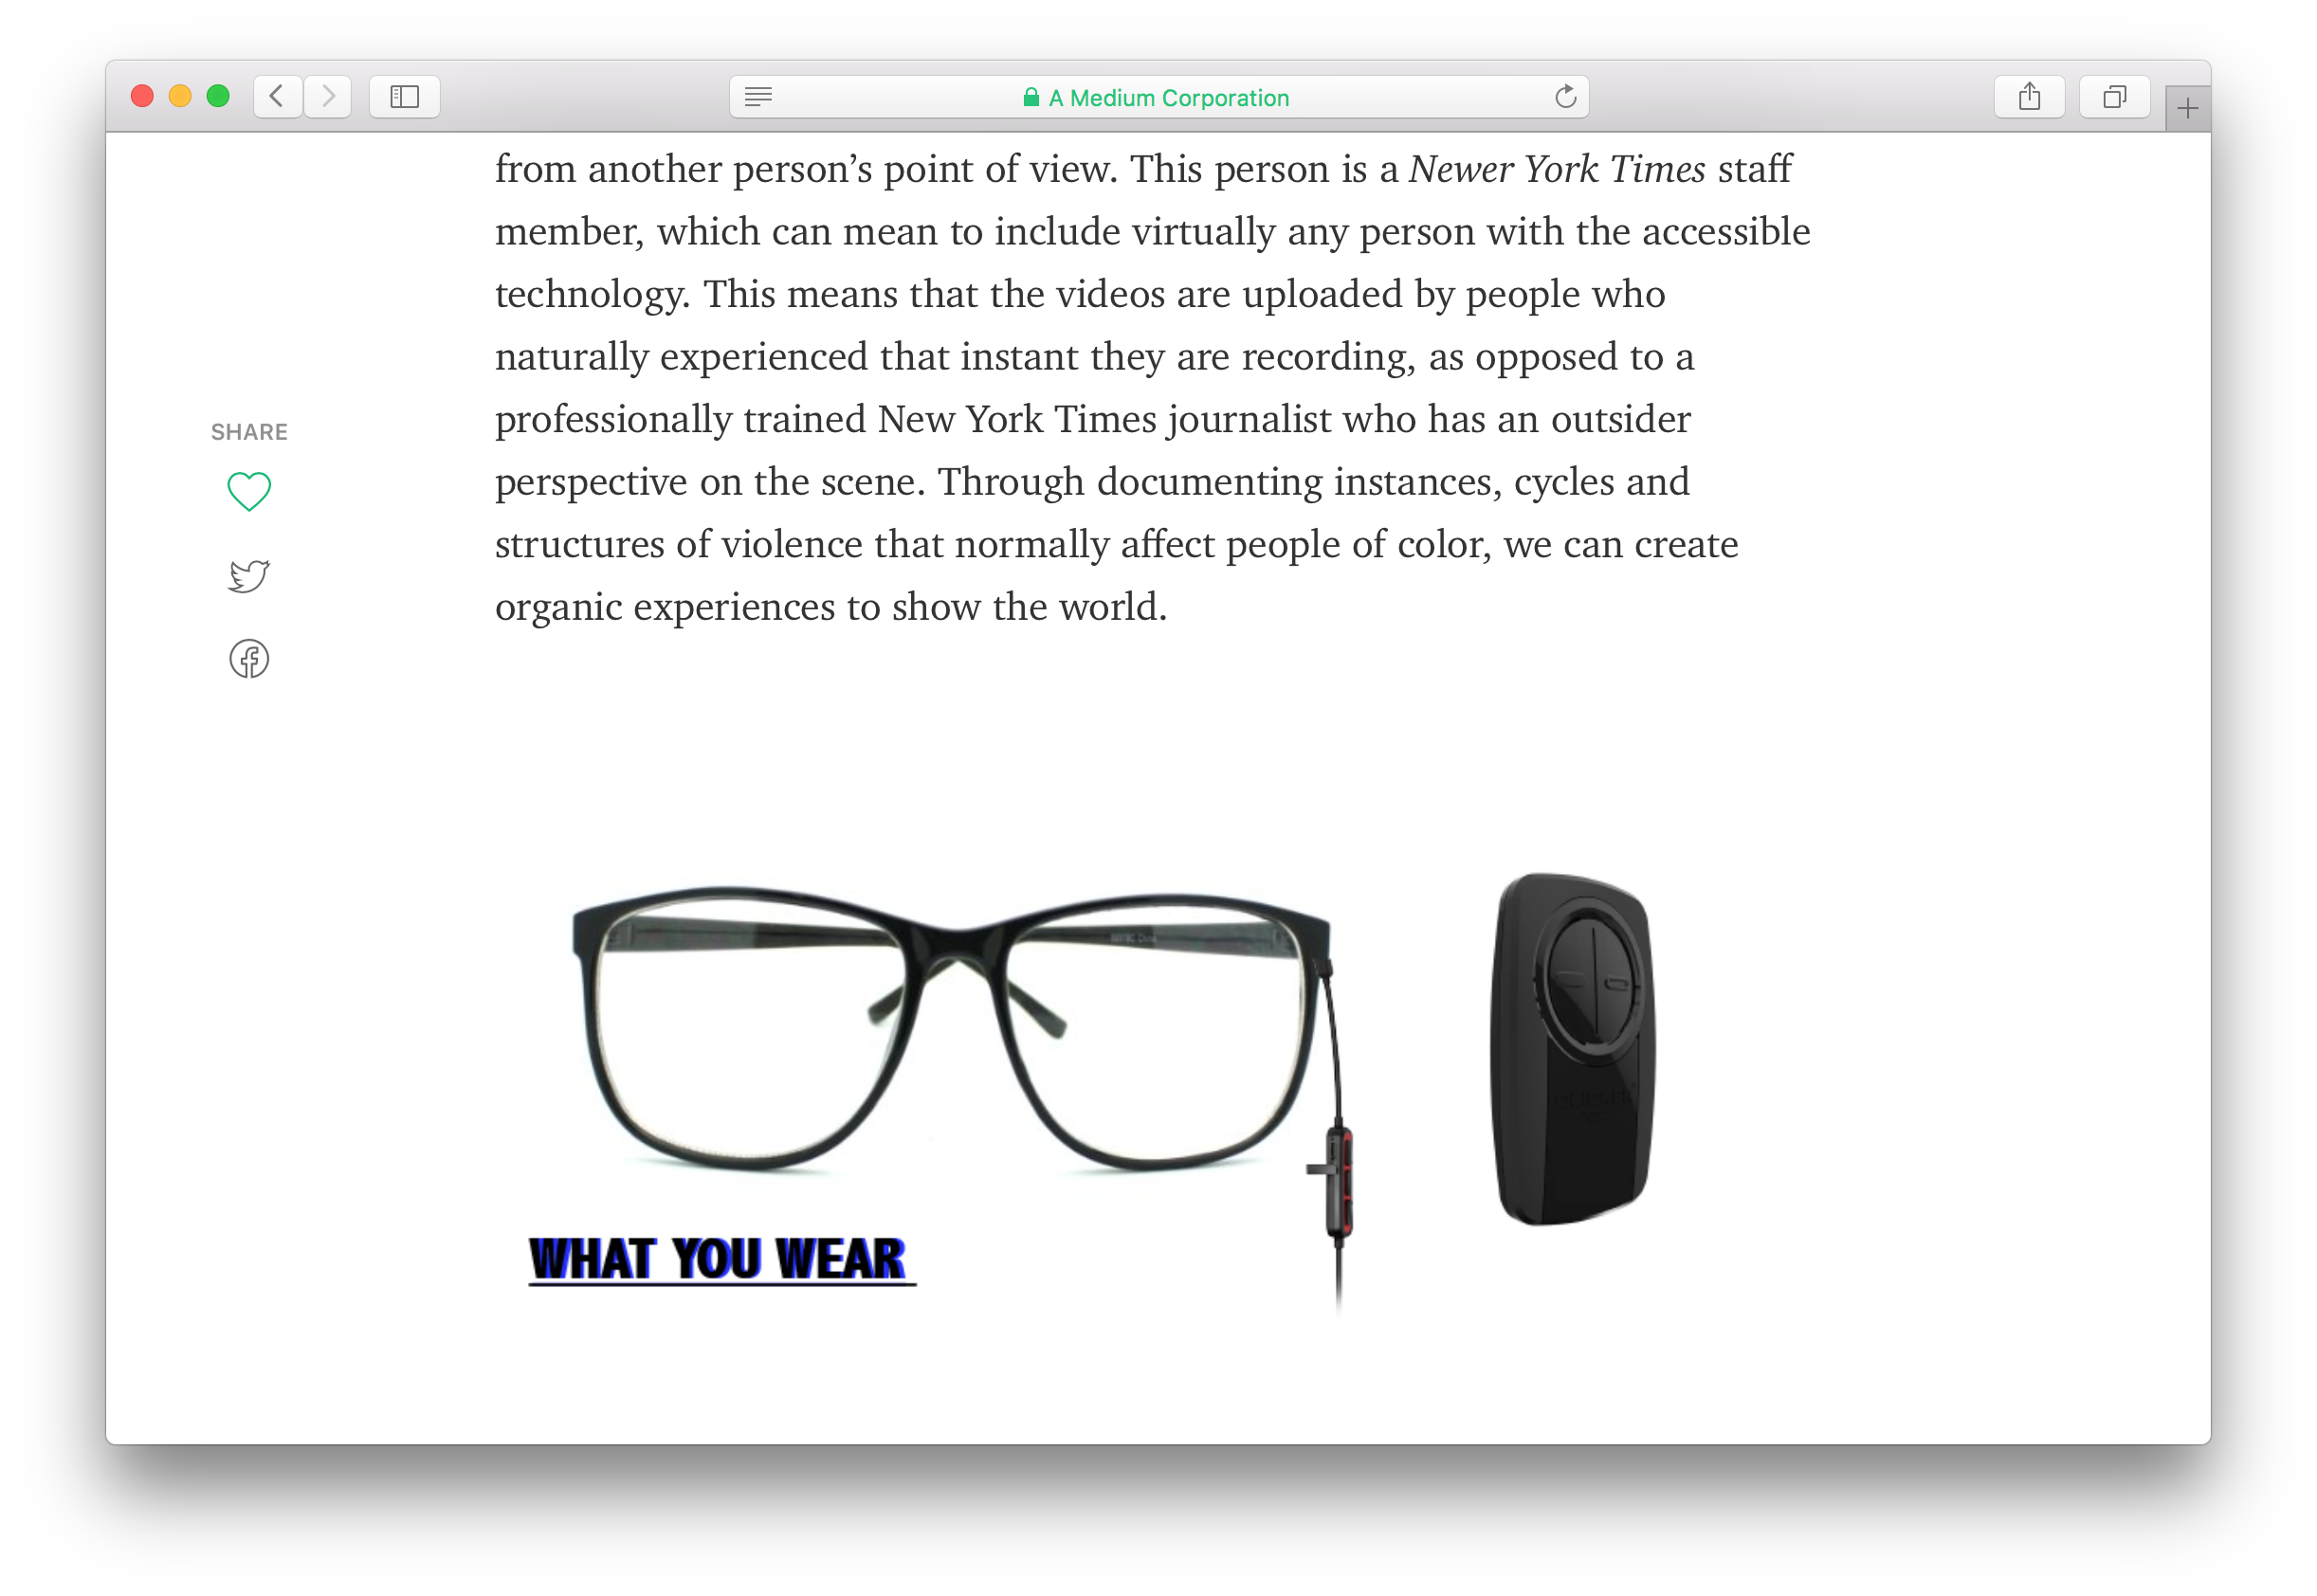 A Medium Corporation
from another person’s point of view. This person is a Newer York Times staff
member, which can mean to include virtually any person with the accessible
technology. This means that the videos are uploaded by people who
naturally experienced that instant they are recording, as opposed to a
professionally trained New York Times journalist who has an outsider
perspective on the scene. Through documenting instances, cycles and
structures of violence that normally affect people of color, we can create
organic experiences to show the world.
SHARE
CLICKER
WHAT YOU WEAR